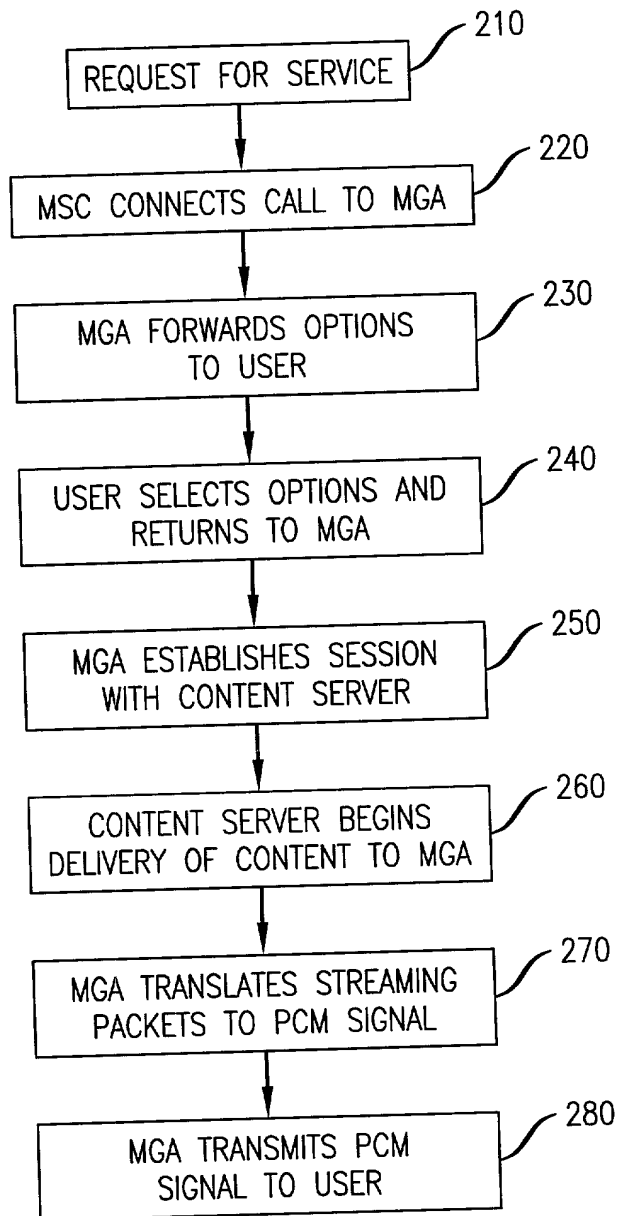 210
REQUEST FOR SERVICE
220
MSC CONNECTS CALL TO MGA
230
MGA FORWARDS OPTIONS
TO USER
240
USER SELECTS OPTIONS AND
RETURNS TO MGA
250
MGA ESTABLISHES SESSION
WITH CONTENT SERVER
260
CONTENT SERVER BEGINS
DELIVERY OF CONTENT TO MGA
270
MGA TRANSLATES STREAMING
PACKETS TO PCM SIGNAL
280
MGA TRANSMITS PCM
SIGNAL TO USER